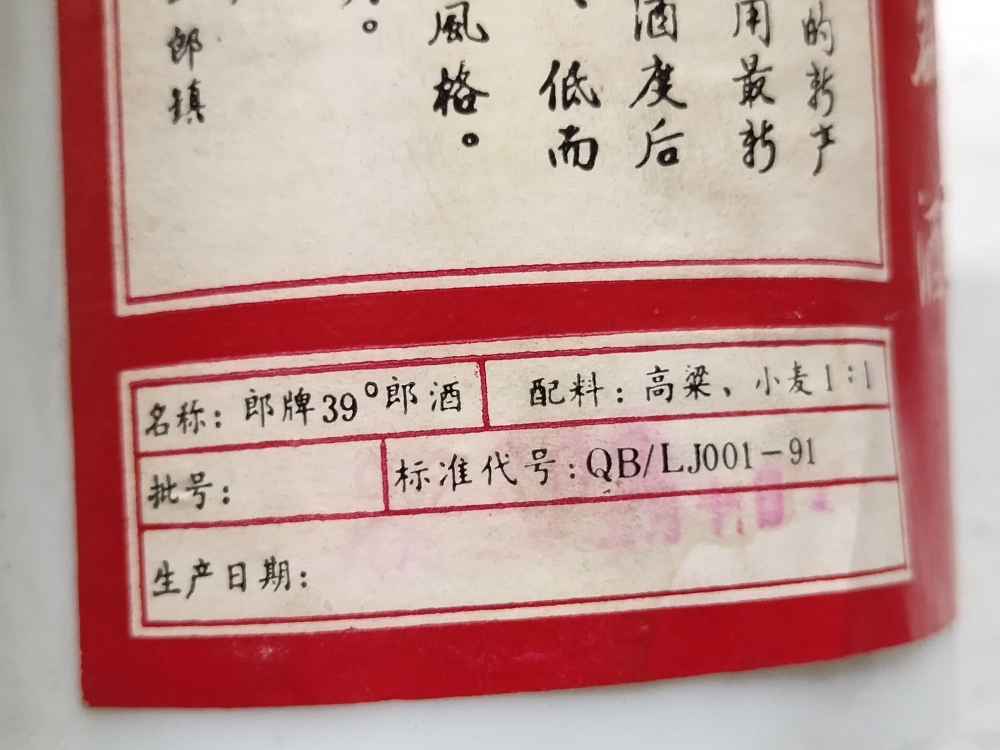 的新产
用最新
酒度后
、低而
風格。
。
郎镇
酒
名称：郎牌39°郎酒
配料：高粱、小麦1：1
批号：
标准代号：QB/LJ001－91
生产日期：